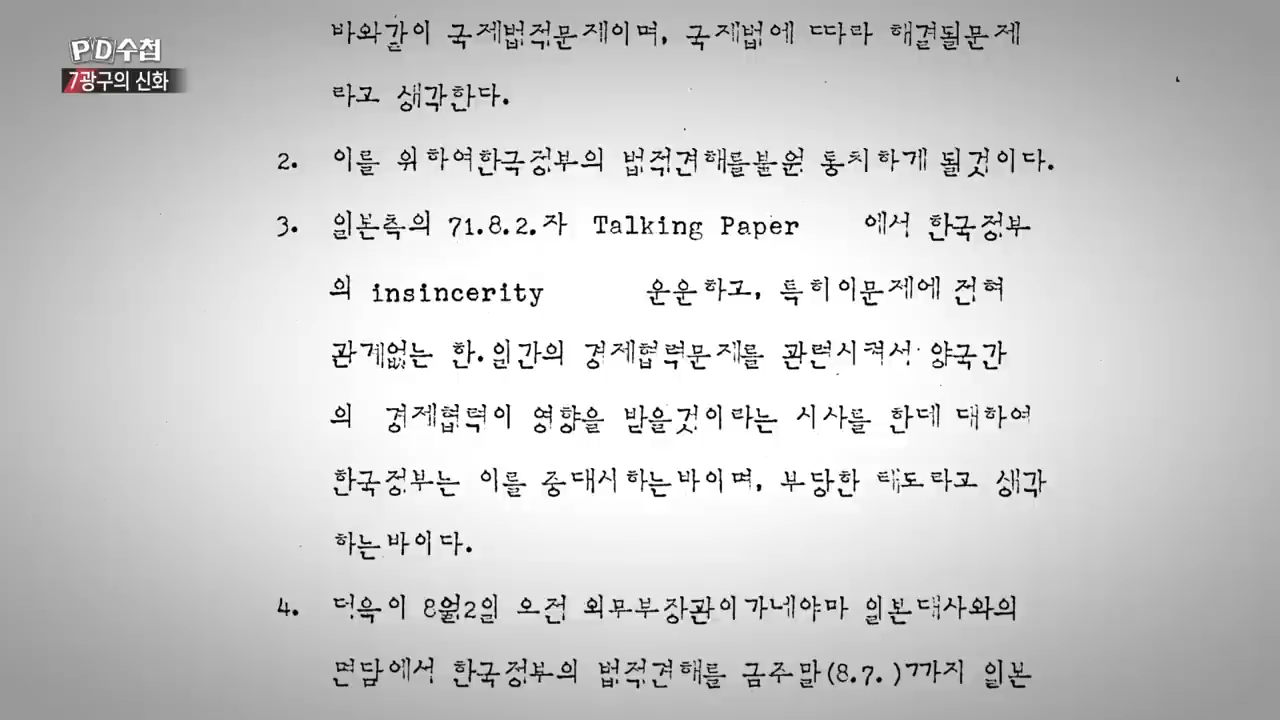 PD수첩
7광구의 신화
바와같이 국제법적문제이며, 국제법에 따라 해결될문제
라고 생각한다.
2. 이를 위하여한국정부의 법적견해를불원 통치하게 될것이다.
3. 일본측의 71.8.2.자 Talking Paper 에서 한국정부
의 insincerity 운운하고, 특히이문제에 전혀
관계없는 한.일간의 경제협력문제를 관련시켜서 양국간
의 경제협력이 영향을 받을것이라는 시사를 한데 대하여
한국정부는 이를 중대시하는바이며, 부당한 태도라고 생각
하는바이다.
4. 더욱이 8월2일 오전 외무부장관이가네야마 일본대사와의
면담에서 한국정부의 법적견해를 금주말(8.7.)까지 일본